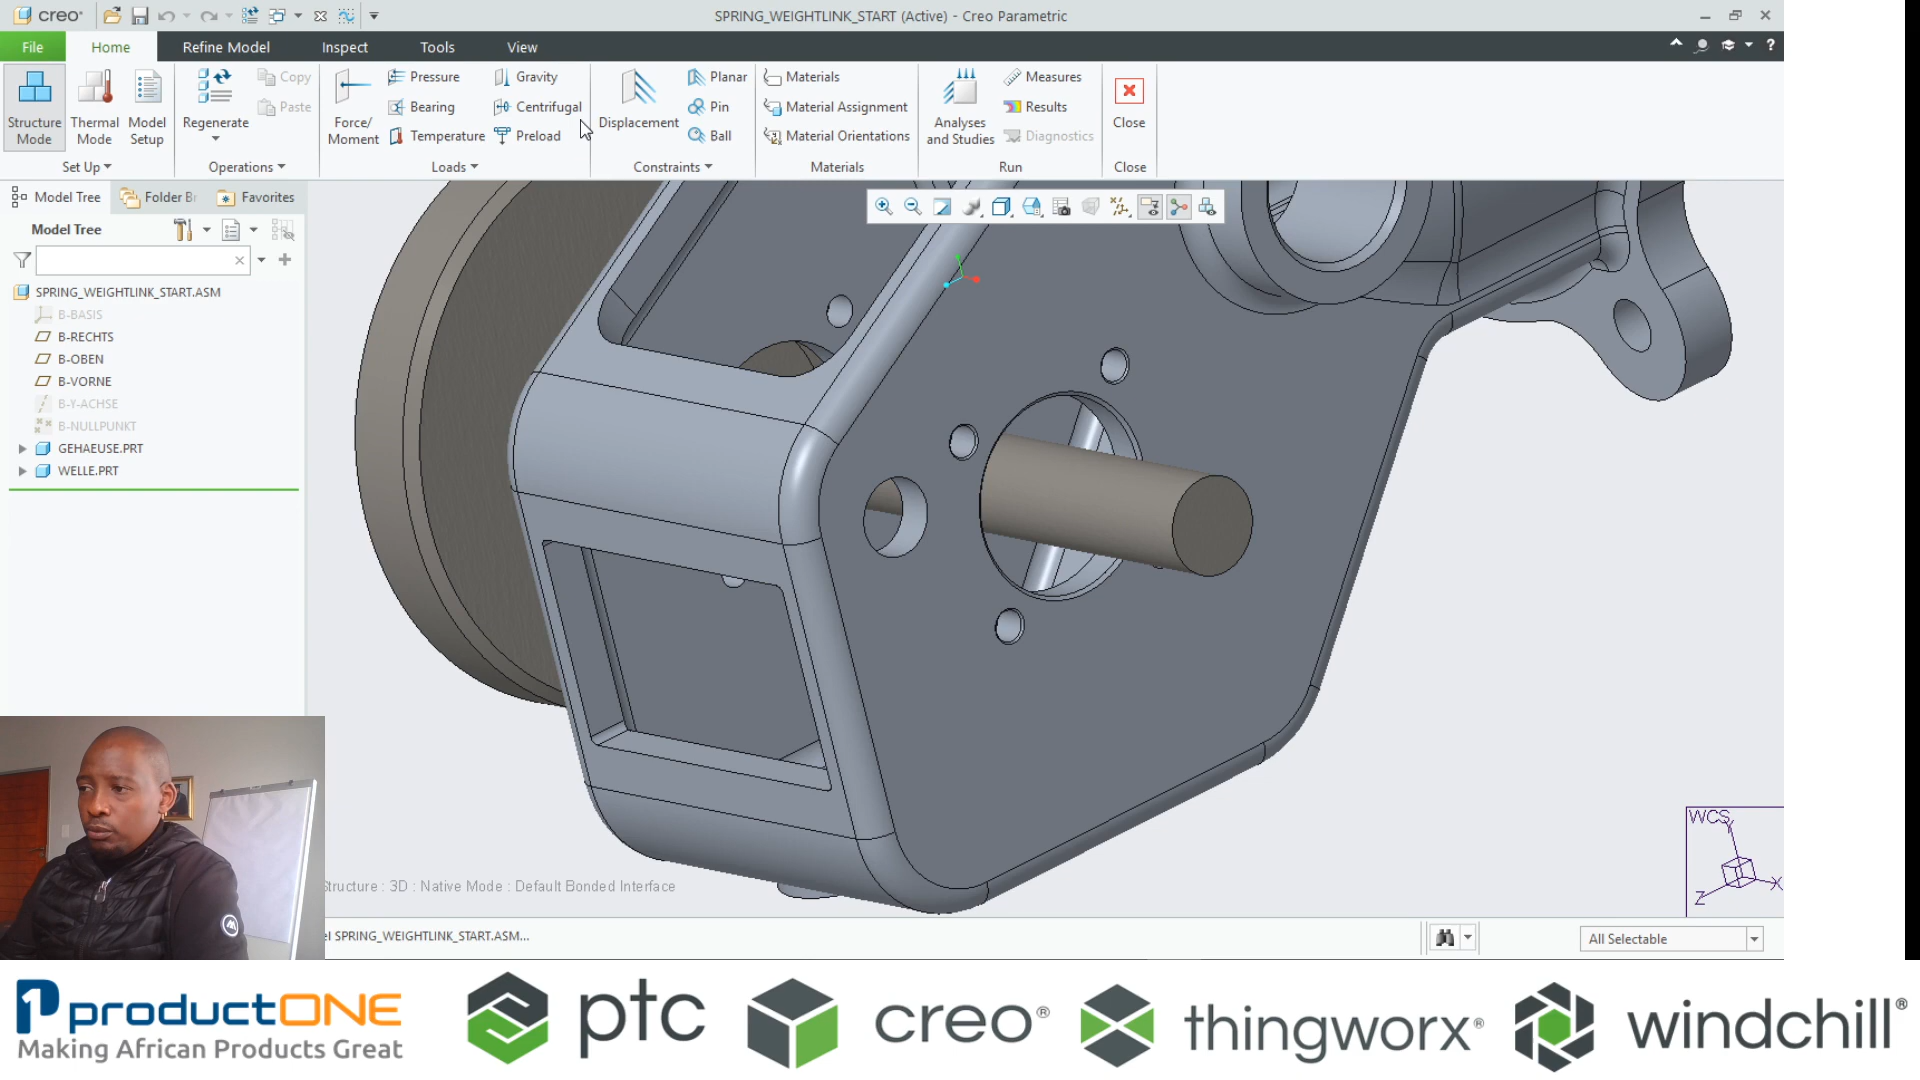 creo®
SPRING_WEIGHTLINK_START (Active) - Creo Parametric
File
Home
Refine Model
Inspect
Tools
View
Structure Mode
Thermal Mode
Model Setup
Set Up
Regenerate
Copy
Paste
Operations
Force/ Moment
Pressure
Bearing
Temperature
Gravity
Centrifugal
Preload
Loads
Displacement
Planar
Pin
Ball
Constraints
Materials
Material Assignment
Material Orientations
Materials
Analyses and Studies
Measures
Results
Diagnostics
Run
Close
Close
Model Tree
Folder Br
Favorites
Model Tree
SPRING_WEIGHTLINK_START.ASM
B-BASIS
B-RECHTS
B-OBEN
B-VORNE
B-Y-ACHSE
B-NULLPUNKT
GEHAEUSE.PRT
WELLE.PRT
WCS
Y
X
Z
Structure : 3D : Native Mode : Default Bonded Interface
el SPRING_WEIGHTLINK_START.ASM...
All Selectable
productONE
Making African Products Great
ptc
creo®
thingworx®
windchill®